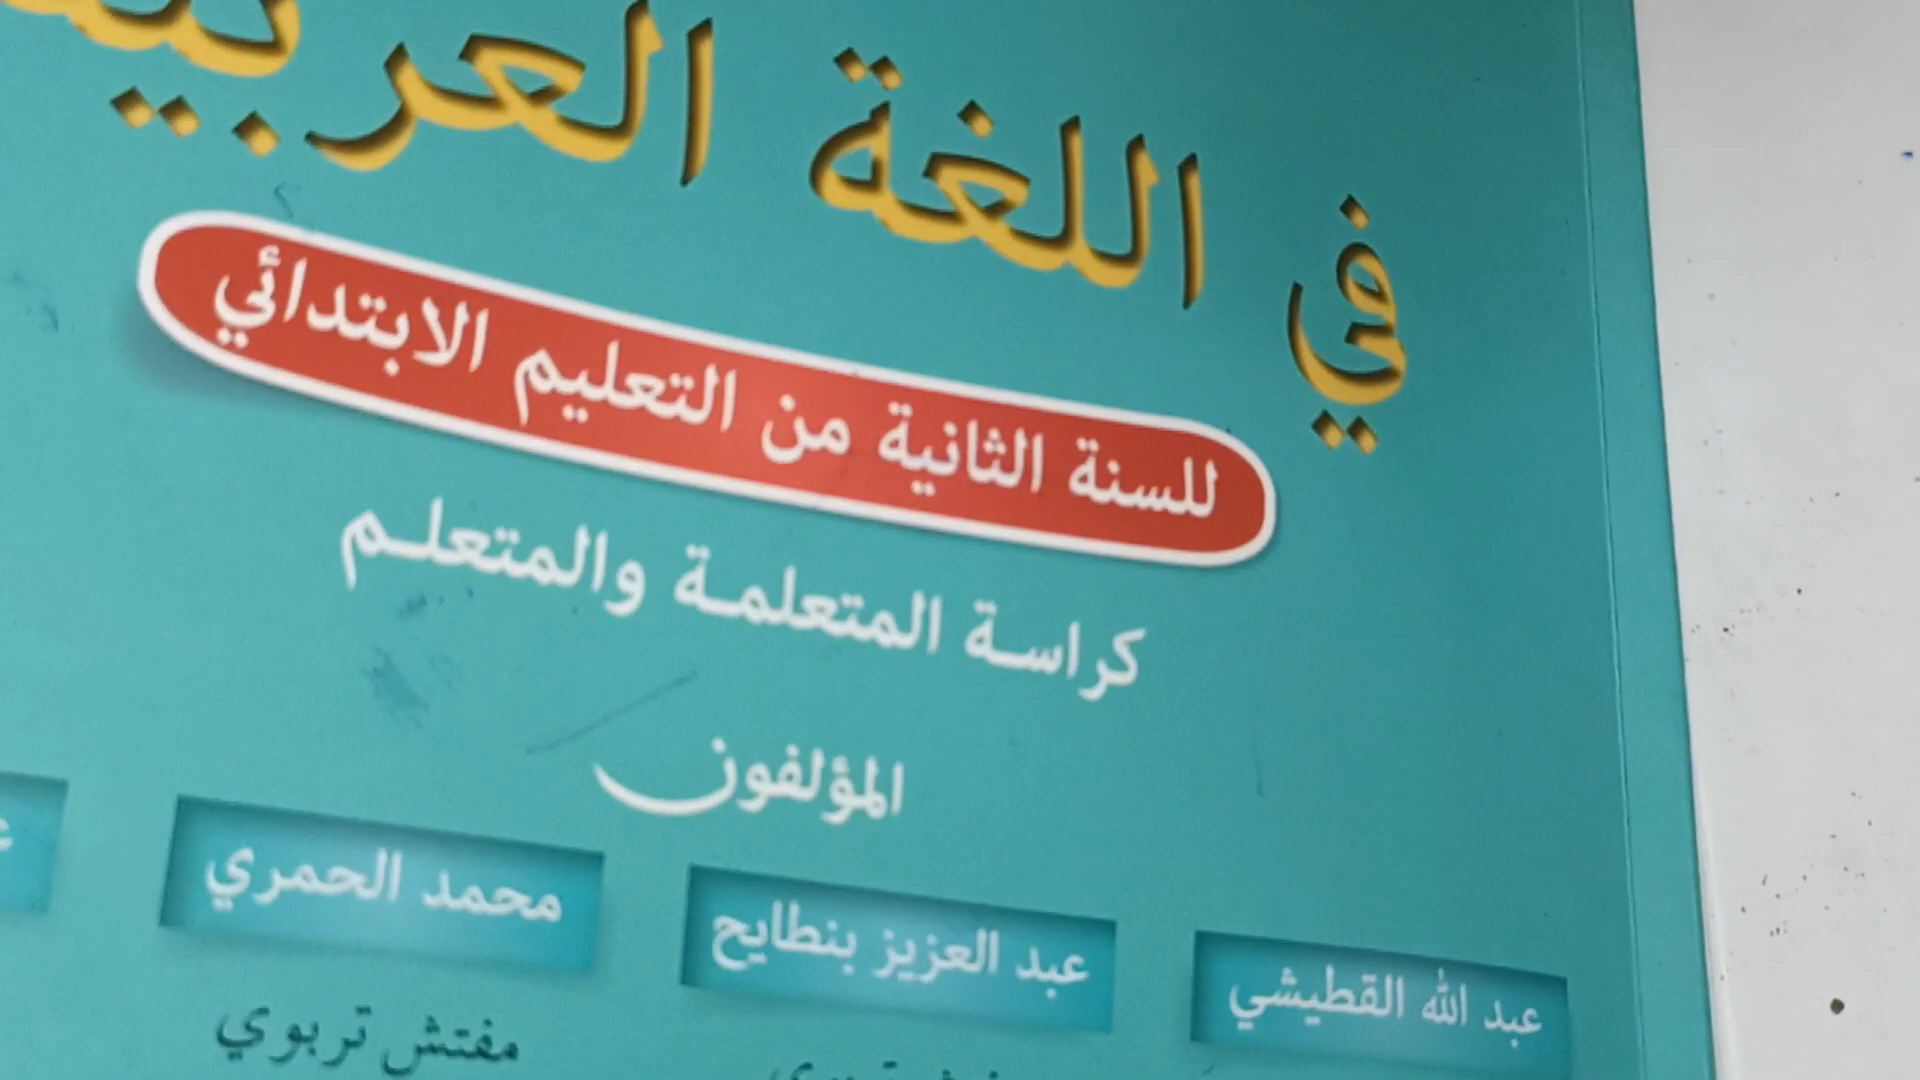 في اللغة العربية
للسنة الثانية من التعليم الابتدائي
كراسة المتعلمة والمتعلم
المؤلفون
عبد الله القطيشي
عبد العزيز بنطايح
محمد الحمري
مفتش تربوي